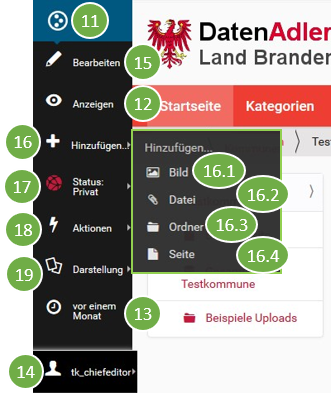 11
DatenAdler
Land Branden
15
Bearbeiten
12
Anzeigen
Startseite
Kategorien
16
Hinzufügen...
Hinzufügen...
Tes
16.1
Bild
17
Status:
Privat
16.2
Datei
18
Aktionen
16.3
Ordner
19
Darstellung
16.4
Seite
Testkommune
13
vor einem
Monat
Beispiele Uploads
14
tk_chiefeditor